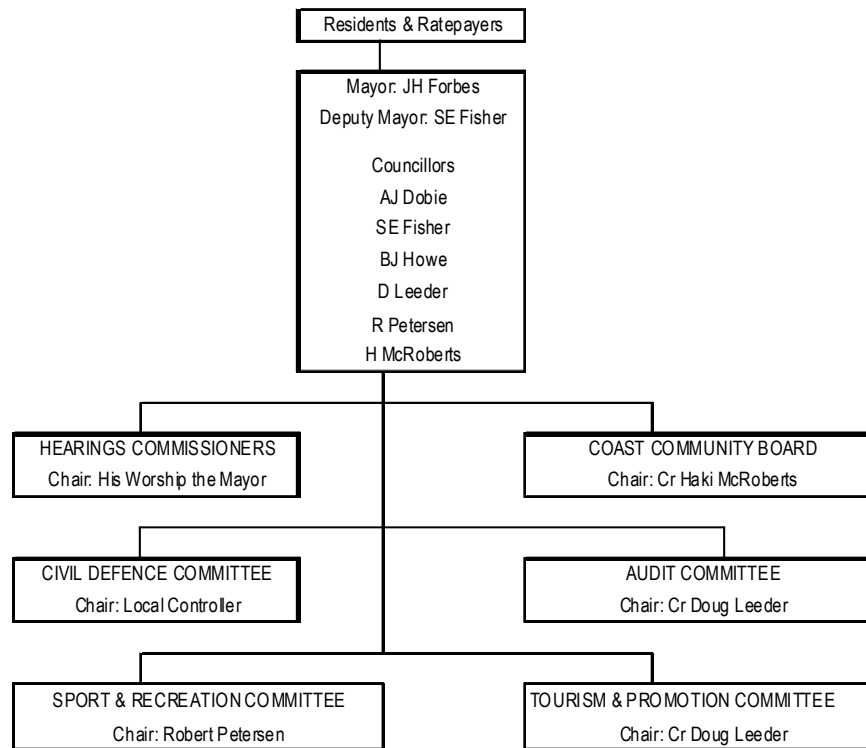 Residents & Ratepayers
Mayor: JH Forbes
Deputy Mayor: SE Fisher
Councillors
AJ Dobie
SE Fisher
BJ Howe
D Leeder
R Petersen
H McRoberts
HEARINGS COMMISSIONERS
Chair: His Worship the Mayor
COAST COMMUNITY BOARD
Chair: Cr Haki McRoberts
CIVIL DEFENCE COMMITTEE
Chair: Local Controller
AUDIT COMMITTEE
Chair: Cr Doug Leeder
SPORT & RECREATION COMMITTEE
Chair: Robert Petersen
TOURISM & PROMOTION COMMITTEE
Chair: Cr Doug Leeder